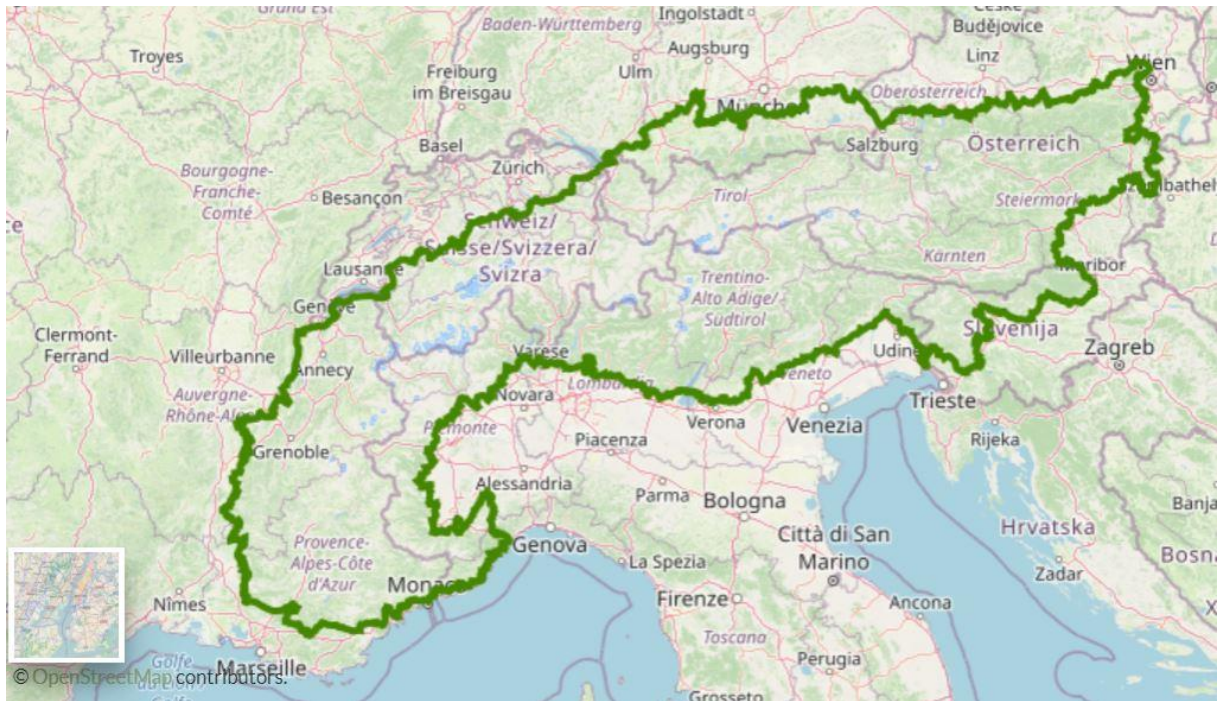 Ingolstadt
České
Budějovice
Baden-Württemberg
Troyes
Augsburg
Linz
Wien
Freiburg
im Breisgau
Ulm
Oberösterreich
Basel
Salzburg
Österreich
Zürich
Bourgogne-
Franche-
Comté
Besançon
Tirol
Steiermark
Schweiz/
Suisse/Svizzera/
Svizra
Lausanne
Kärnten
Maribor
Trentino-
Alto Adige/
Südtirol
Genève
Slovenija
Clermont-
Ferrand
Villeurbanne
Annecy
Varese
Udine
Zagreb
Auvergne-
Lombardia
Novara
Trieste
Verona
Venezia
Piemonte
Grenoble
Piacenza
Rijeka
Alessandria
Parma
Bologna
Hrvatska
Provence-
Alpes-Côte
d'Azur
Genova
Città di San
Marino
La Spezia
Zadar
Monaco
Nîmes
Firenze
Ancona
Toscana
Marseille
Perugia
Grosseto
© OpenStreetMap contributors.